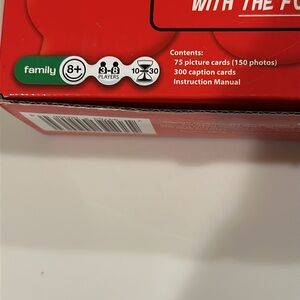 WITH THE
family 8+ 3-8 PLAYERS 10-30
Contents:
75 picture cards (150 photos)
300 caption cards
Instruction Manual